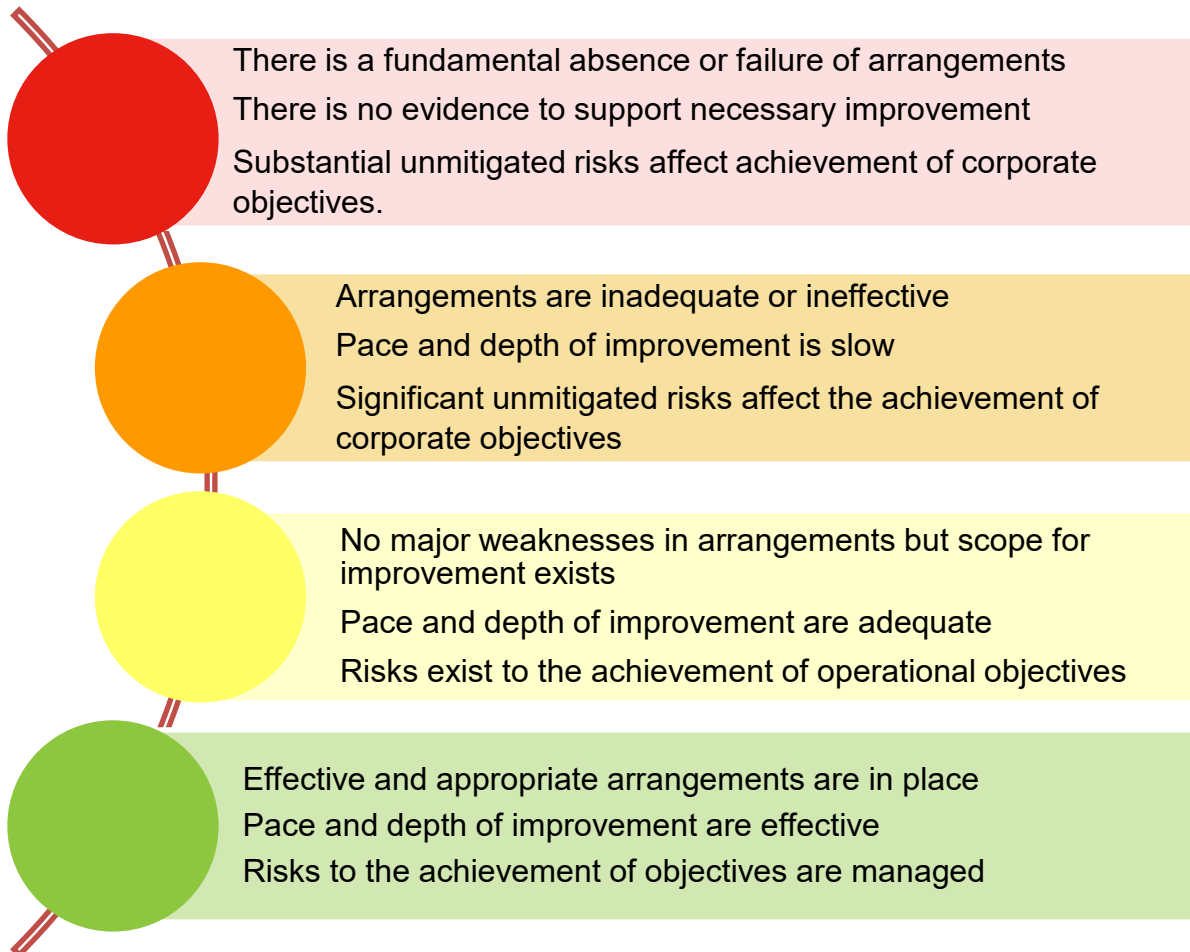 There is a fundamental absence or failure of arrangements
There is no evidence to support necessary improvement
Substantial unmitigated risks affect achievement of corporate
objectives.
Arrangements are inadequate or ineffective
Pace and depth of improvement is slow
Significant unmitigated risks affect the achievement of
corporate objectives
No major weaknesses in arrangements but scope for
improvement exists
Pace and depth of improvement are adequate
Risks exist to the achievement of operational objectives
Effective and appropriate arrangements are in place
Pace and depth of improvement are effective
Risks to the achievement of objectives are managed